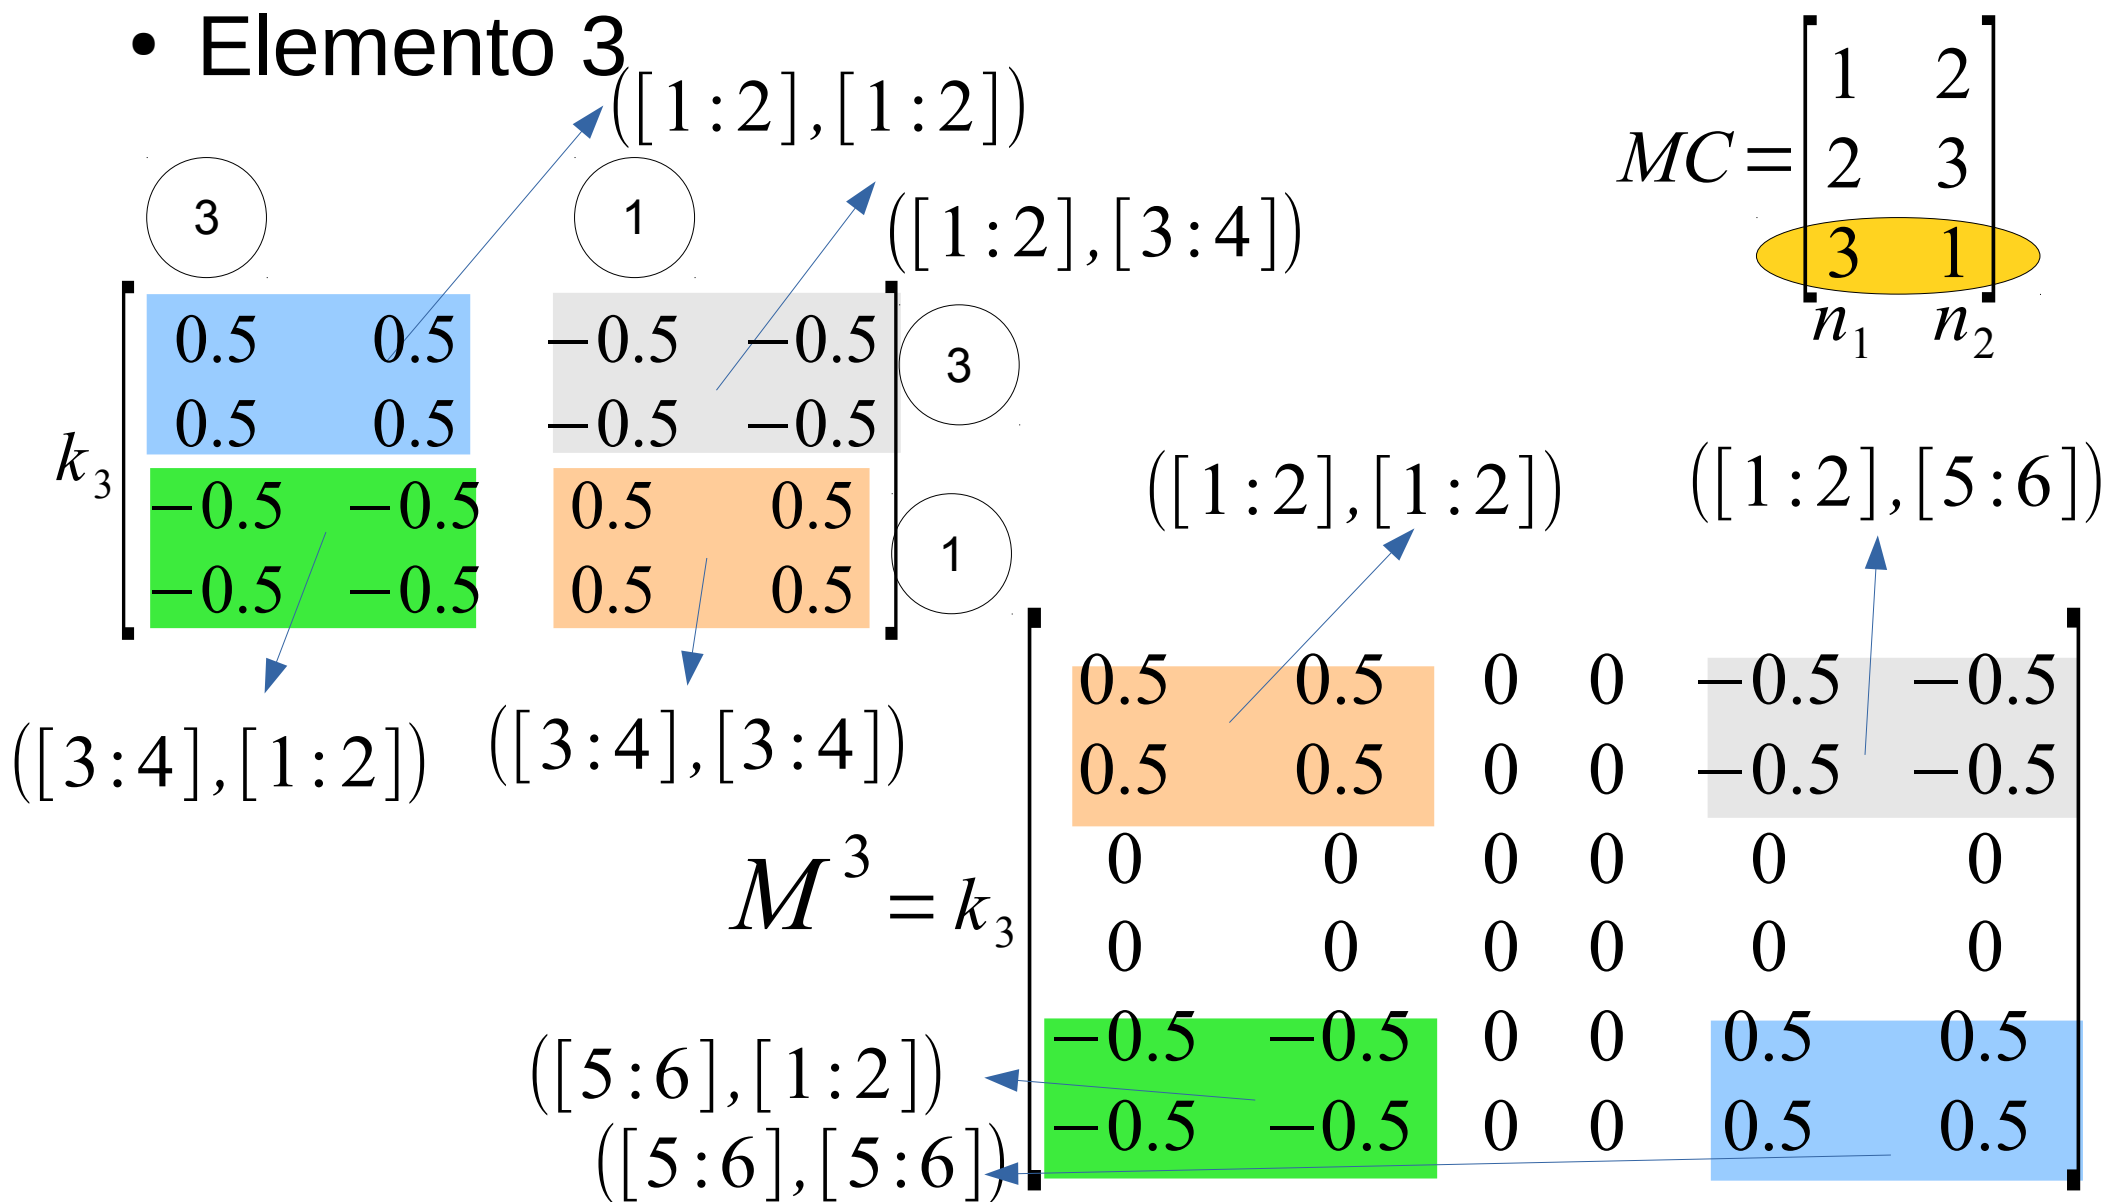 • Elemento 3
([1:2],[1:2])
3 1
([1:2],[3:4])
MC = [1 2
2 3
3 1]
n₁ n₂
k₃ [0.5 0.5 −0.5 −0.5
0.5 0.5 −0.5 −0.5
−0.5 −0.5 0.5 0.5
−0.5 −0.5 0.5 0.5]
3
1
([3:4],[1:2]) ([3:4],[3:4])
([1:2],[1:2]) ([1:2],[5:6])
M³ = k₃ [0.5 0.5 0 0 −0.5 −0.5
0.5 0.5 0 0 −0.5 −0.5
0 0 0 0 0 0
0 0 0 0 0 0
−0.5 −0.5 0 0 0.5 0.5
−0.5 −0.5 0 0 0.5 0.5]
([5:6],[1:2])
([5:6],[5:6])